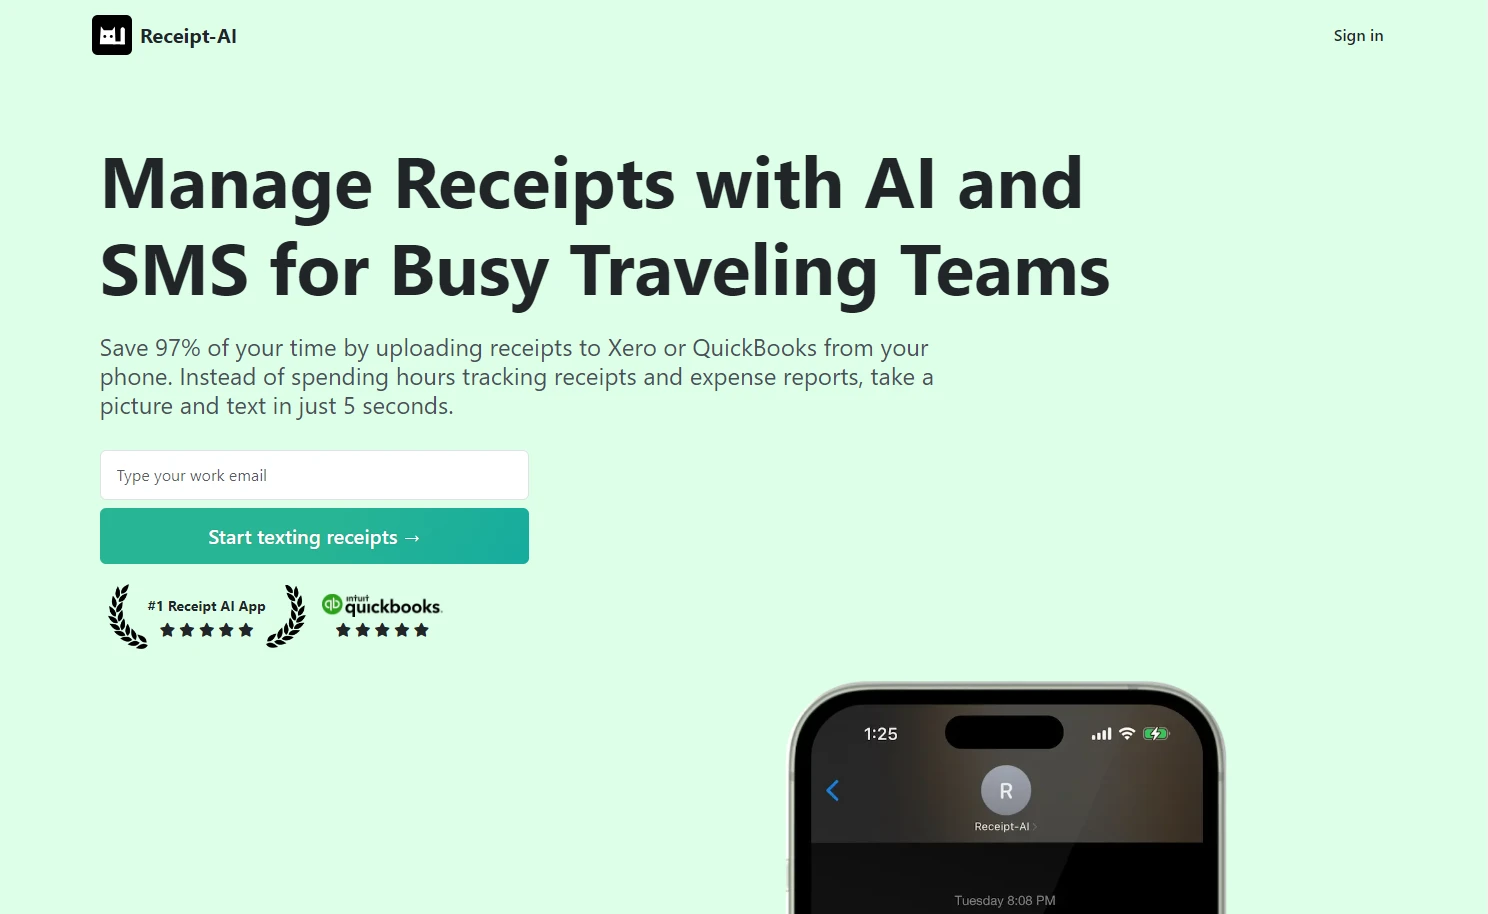 Receipt-AI
Sign in
Manage Receipts with AI and
SMS for Busy Traveling Teams
Save 97% of your time by uploading receipts to Xero or QuickBooks from your
phone. Instead of spending hours tracking receipts and expense reports, take a
picture and text in just 5 seconds.
Type your work email
Start texting receipts →
#1 Receipt AI App
qb intuit quickbooks.
1:25
R
Receipt-AI
Tuesday 8:08 PM